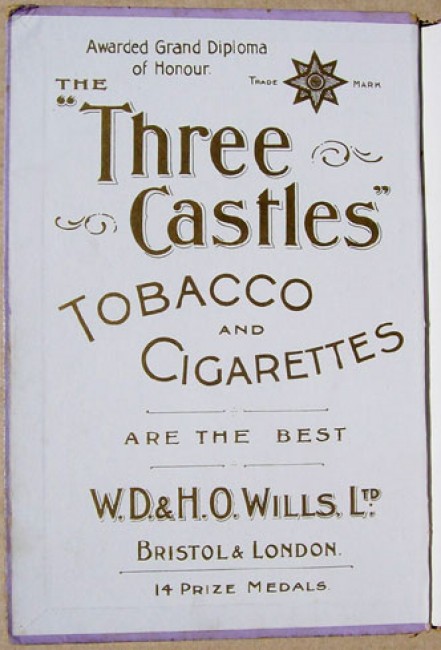 Awarded Grand Diploma
of Honour.
TRADE MARK
THE
"Three
Castles"
TOBACCO
AND
CIGARETTES
ARE THE BEST
W.D.& H.O. WILLS, LTD.
BRISTOL & LONDON.
14 PRIZE MEDALS.